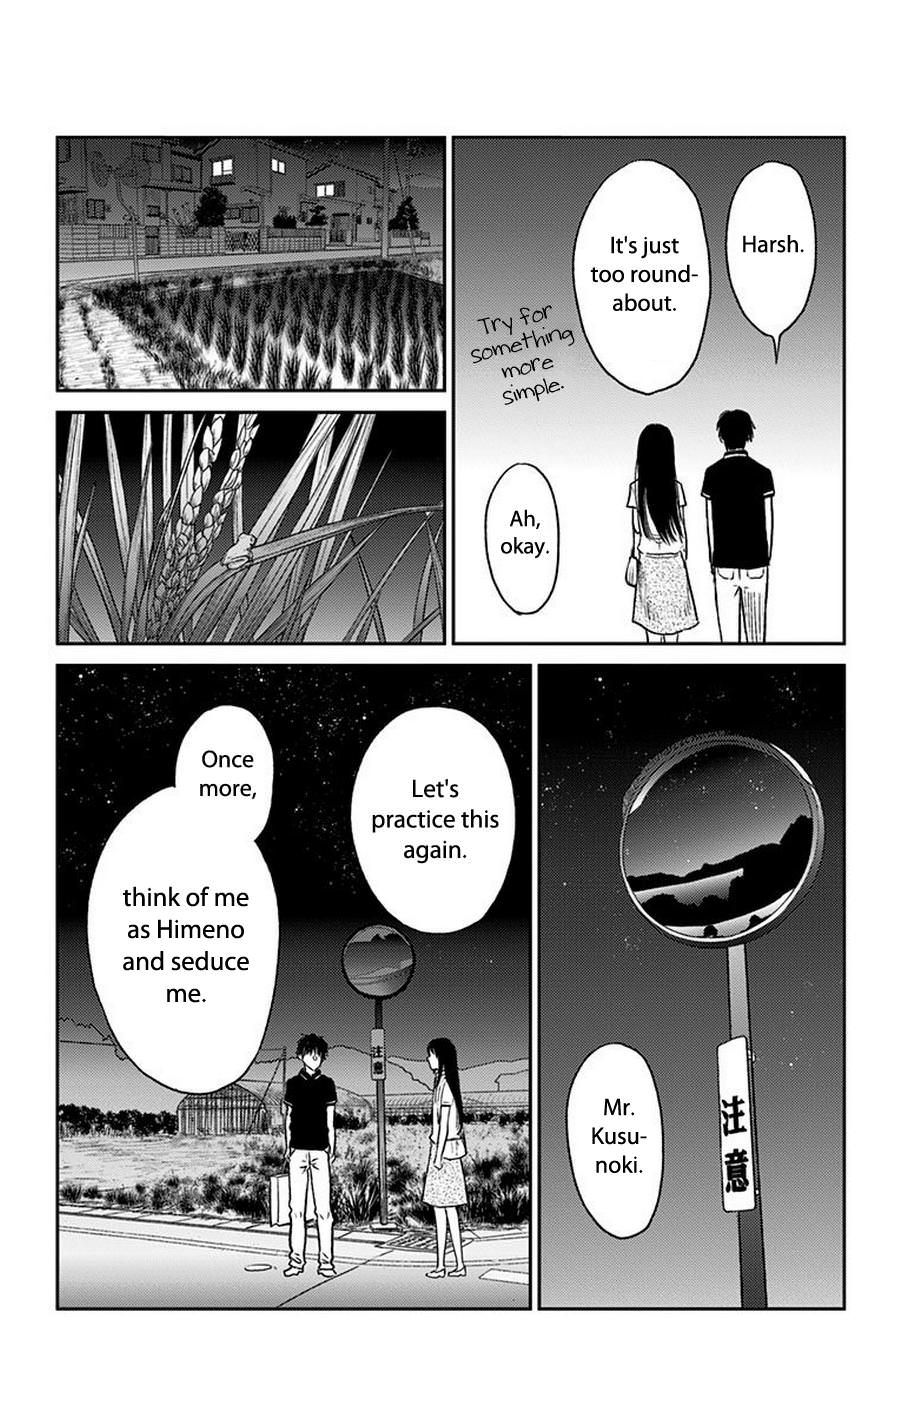 Harsh.
It's just
too round-
about.
Try for
something
more
simple.
Ah,
okay.
Mr.
Kusu-
noki.
注意
Let's
practice this
again.
Once
more,
think of me
as Himeno
and seduce
me.
注意